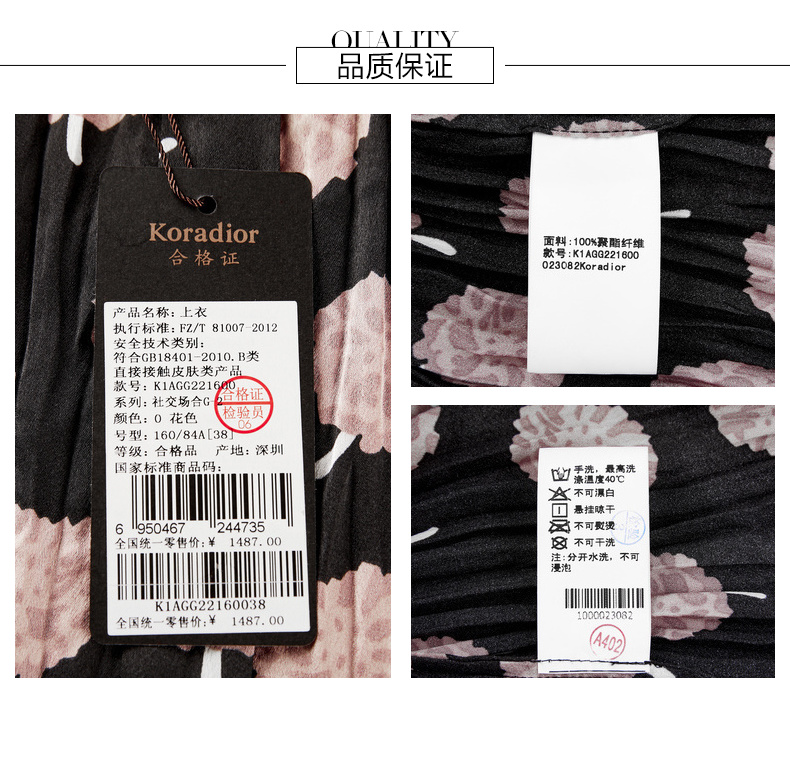 QUALITY
品质保证
Koradior
合格证
产品名称: 上衣
执行标准: FZ/T 81007-2012
安全技术类别:
符合GB18401-2010.B类
直接接触皮肤类产品
款号: K1AGG221600
系列: 社交场合G-2
颜色: 0 花色
号型: 160/84A[38]
等级: 合格品 产地: 深圳
国家标准商品码:
合格证
检验员
06
6 950467 244735
全国统一零售价:¥ 1487.00
K1AGG22160038
全国统一零售价:¥ 1487.00
面料:100%聚酯纤维
款号:K1AGG221600
023082Koradior
手洗，最高洗
涤温度40℃
不可漂白
悬挂晾干
不可熨烫
不可干洗
注:分开水洗，不可
浸泡
1000023082
A402